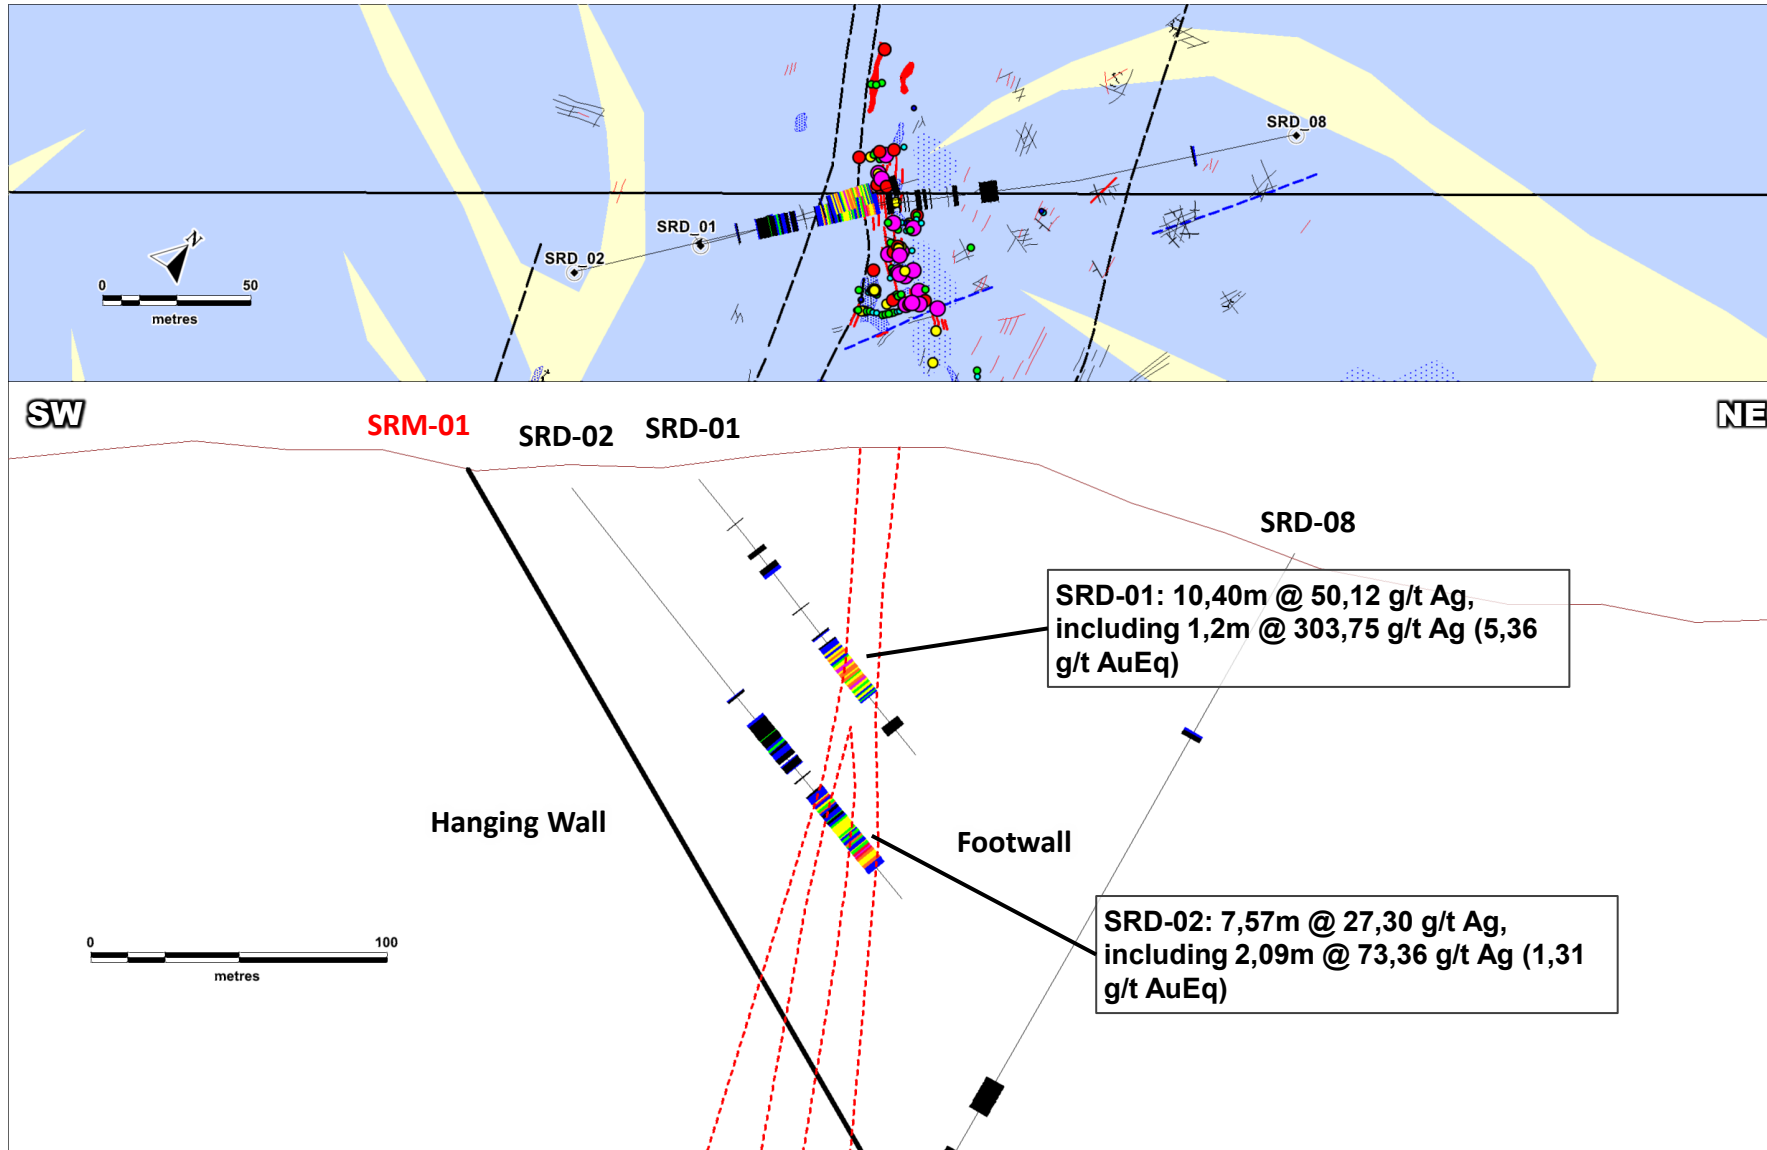 SRD_08
SRD_01
SRD_02
N
0 50
metres
SW
NE
SRM-01
SRD-02
SRD-01
SRD-08
SRD-01: 10,40m @ 50,12 g/t Ag,
including 1,2m @ 303,75 g/t Ag (5,36
g/t AuEq)
Hanging Wall
Footwall
SRD-02: 7,57m @ 27,30 g/t Ag,
including 2,09m @ 73,36 g/t Ag (1,31
g/t AuEq)
0 100
metres